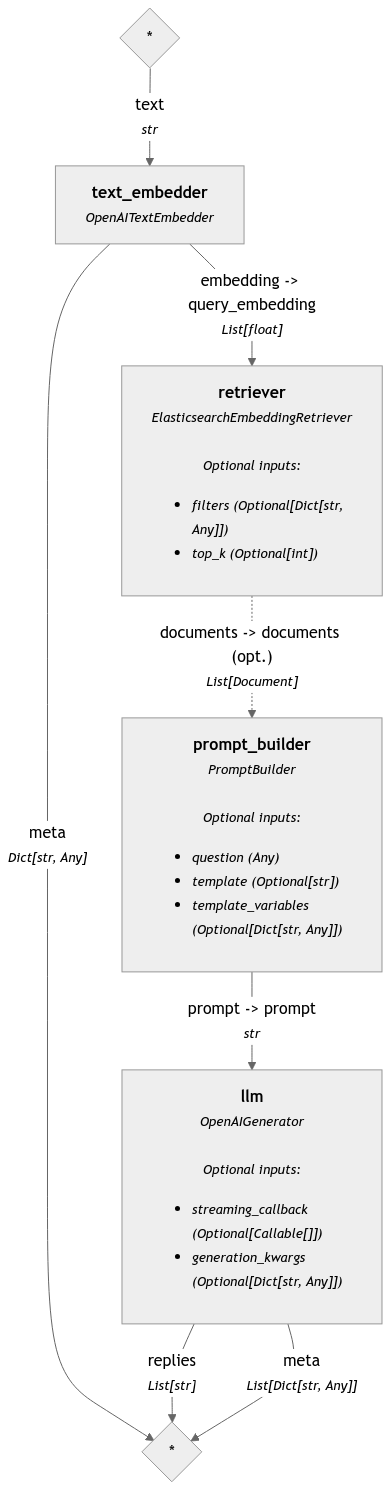 *
text
str
text_embedder
OpenAITextEmbedder
embedding ->
query_embedding
List[float]
retriever
ElasticsearchEmbeddingRetriever
Optional inputs:
• filters (Optional[Dict[str,
Any]])
• top_k (Optional[int])
documents -> documents
(opt.)
List[Document]
prompt_builder
PromptBuilder
Optional inputs:
• question (Any)
• template (Optional[str])
• template_variables
(Optional[Dict[str, Any]])
meta
Dict[str, Any]
prompt -> prompt
str
llm
OpenAIGenerator
Optional inputs:
• streaming_callback
(Optional[Callable[]])
• generation_kwargs
(Optional[Dict[str, Any]])
replies
List[str]
meta
List[Dict[str, Any]]
*